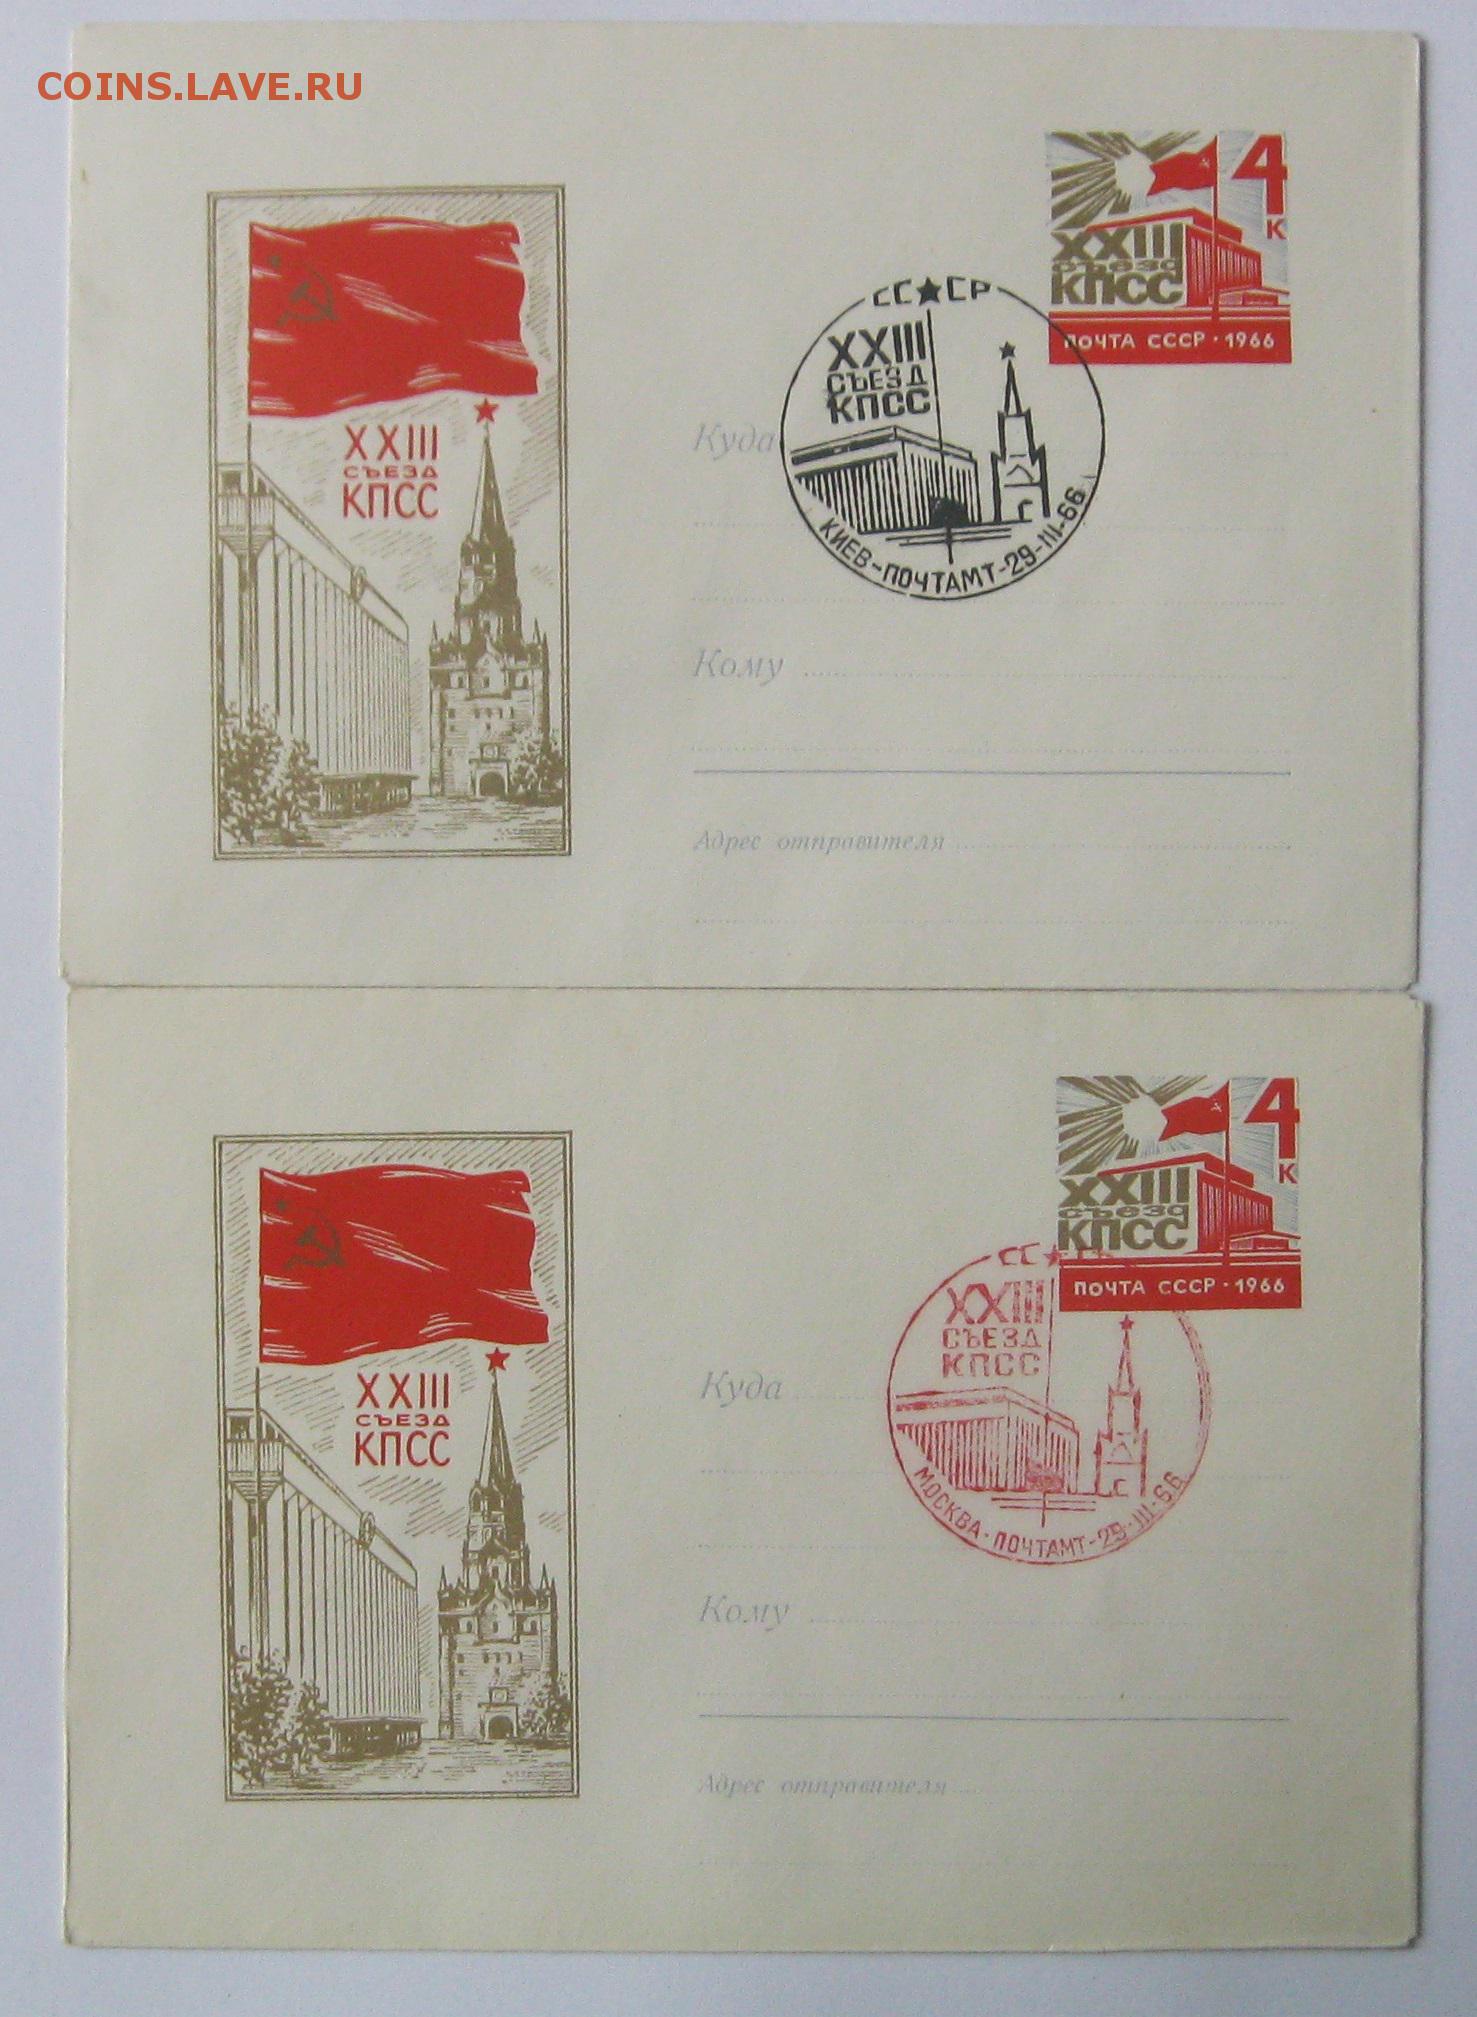 COINS.LAVE.RU
4
К
XXIII
съезд
КПСС
ПОЧТА СССР · 1966
СС★СР
XXIII
СЪЕЗД
КПСС
КИЕВ-ПОЧТАМТ-29-III-66
XXIII
СЪЕЗД
КПСС
Куда
Кому
Адрес отправителя
4
К
XXIII
съезд
КПСС
ПОЧТА СССР · 1966
СС★
XXIII
СЪЕЗД
КПСС
МОСКВА-ПОЧТАМТ-29-III-66
XXIII
СЪЕЗД
КПСС
Куда
Кому
Адрес отправителя